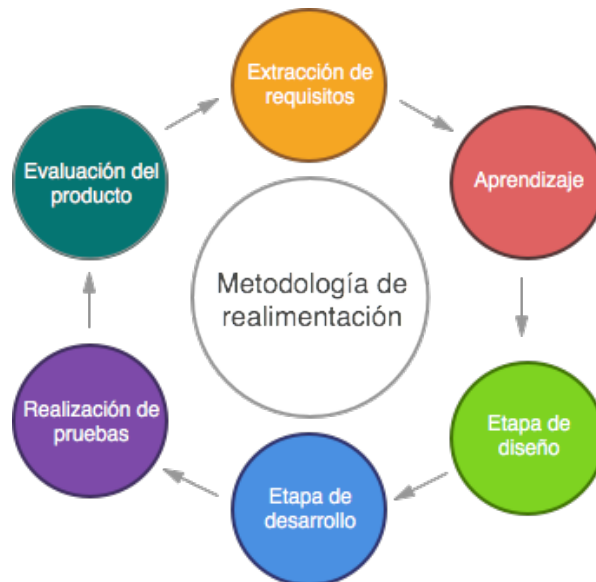 Extracción de
requisitos
Aprendizaje
Etapa de
diseño
Etapa de
desarrollo
Realización de
pruebas
Evaluación del
producto
Metodología de
realimentación